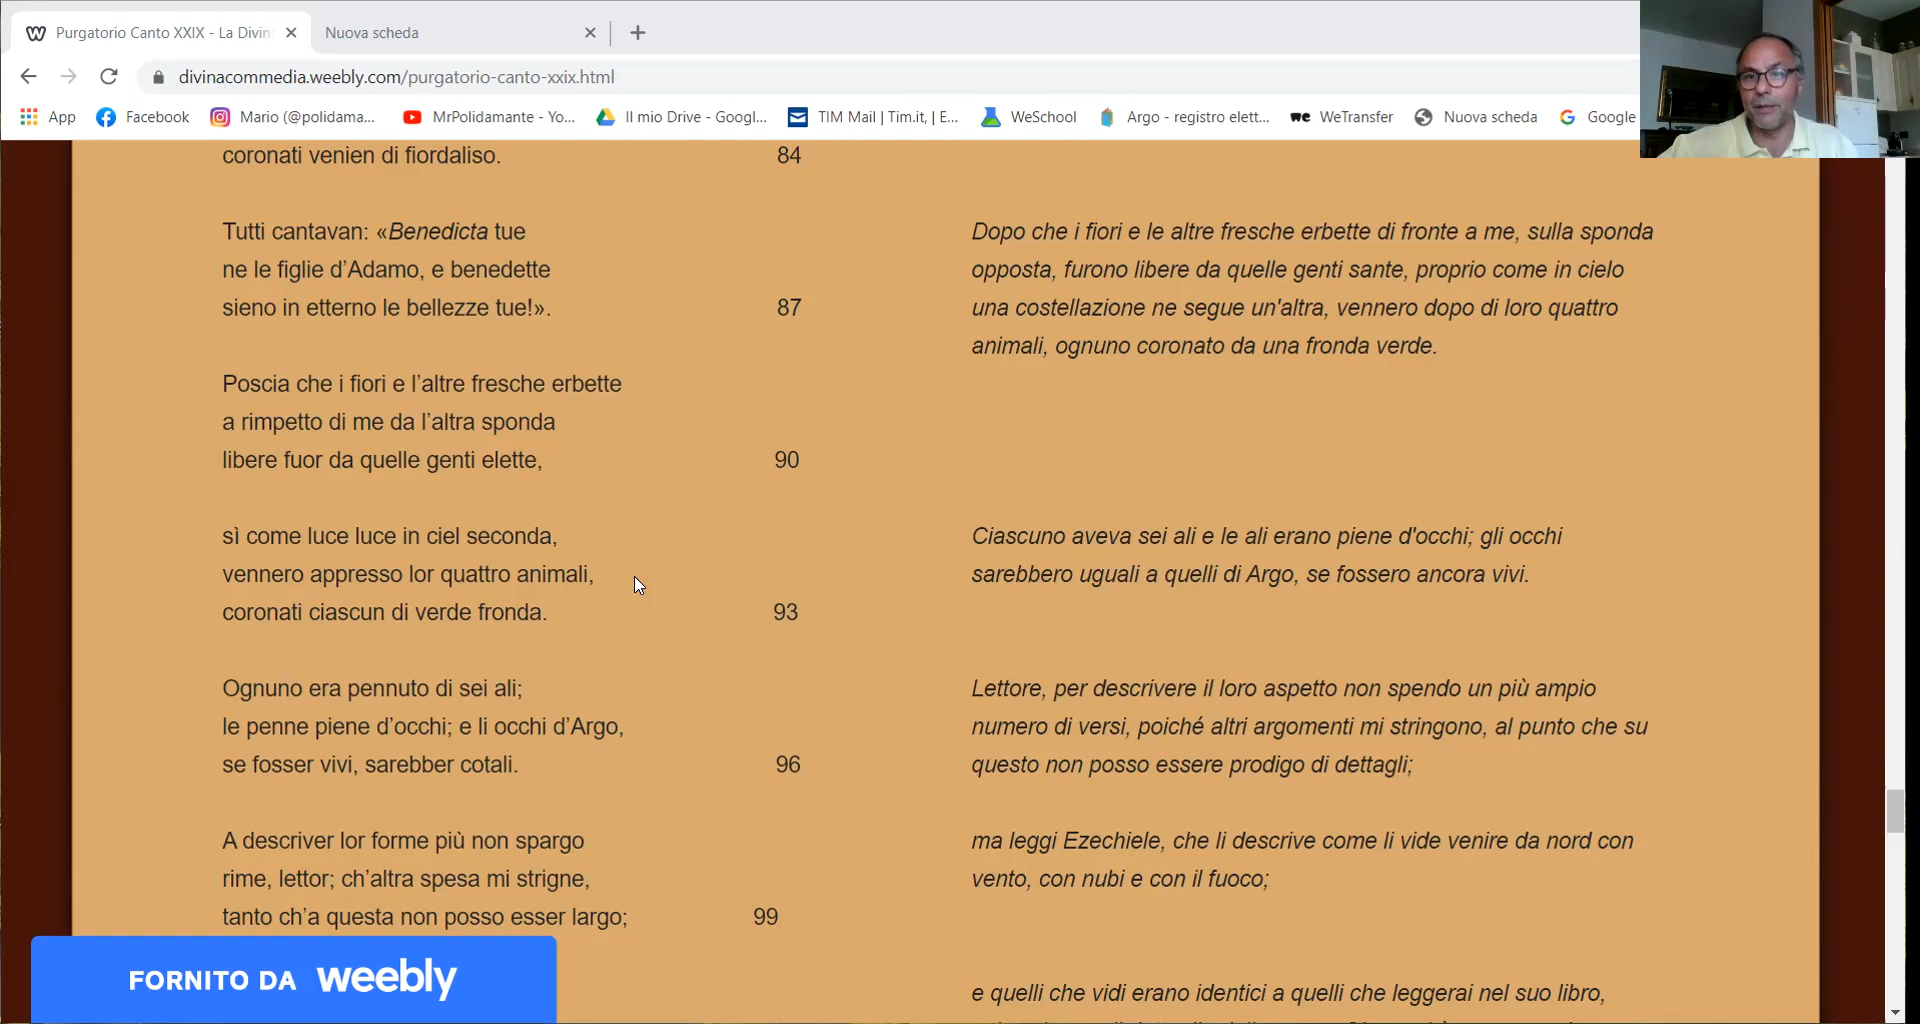 Purgatorio Canto XXIX - La Divin
Nuova scheda
divinacommedia.weebly.com/purgatorio-canto-xxix.html
App
Facebook
Mario (@polidama...
MrPolidamante - Yo...
Il mio Drive - Googl...
TIM Mail | Tim.it, | E...
WeSchool
Argo - registro elett...
we WeTransfer
Nuova scheda
Google
coronati venien di fiordaliso. 84
Tutti cantavan: «Benedicta tue
ne le figlie d’Adamo, e benedette
sieno in etterno le bellezze tue!». 87
Poscia che i fiori e l’altre fresche erbette
a rimpetto di me da l’altra sponda
libere fuor da quelle genti elette, 90
sì come luce luce in ciel seconda,
vennero appresso lor quattro animali,
coronati ciascun di verde fronda. 93
Ognuno era pennuto di sei ali;
le penne piene d’occhi; e li occhi d’Argo,
se fosser vivi, sarebber cotali. 96
A descriver lor forme più non spargo
rime, lettor; ch’altra spesa mi strigne,
tanto ch’a questa non posso esser largo; 99
Dopo che i fiori e le altre fresche erbette di fronte a me, sulla sponda
opposta, furono libere da quelle genti sante, proprio come in cielo
una costellazione ne segue un'altra, vennero dopo di loro quattro
animali, ognuno coronato da una fronda verde.
Ciascuno aveva sei ali e le ali erano piene d'occhi; gli occhi
sarebbero uguali a quelli di Argo, se fossero ancora vivi.
Lettore, per descrivere il loro aspetto non spendo un più ampio
numero di versi, poiché altri argomenti mi stringono, al punto che su
questo non posso essere prodigo di dettagli;
ma leggi Ezechiele, che li descrive come li vide venire da nord con
vento, con nubi e con il fuoco;
e quelli che vidi erano identici a quelli che leggerai nel suo libro,
FORNITO DA weebly